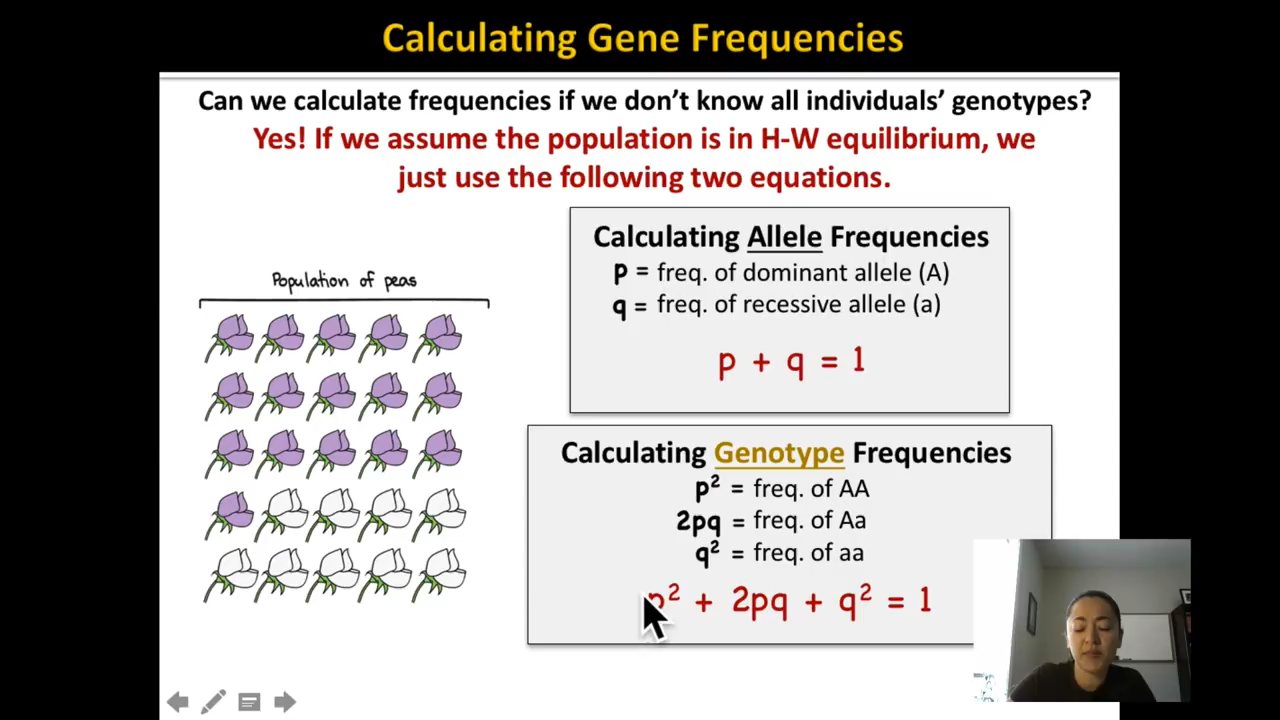 Calculating Gene Frequencies
Can we calculate frequencies if we don't know all individuals' genotypes?
Yes! If we assume the population is in H-W equilibrium, we
just use the following two equations.
Population of peas
Calculating Allele Frequencies
p = freq. of dominant allele (A)
q = freq. of recessive allele (a)
p + q = 1
Calculating Genotype Frequencies
p² = freq. of AA
2pq = freq. of Aa
q² = freq. of aa
p² + 2pq + q² = 1